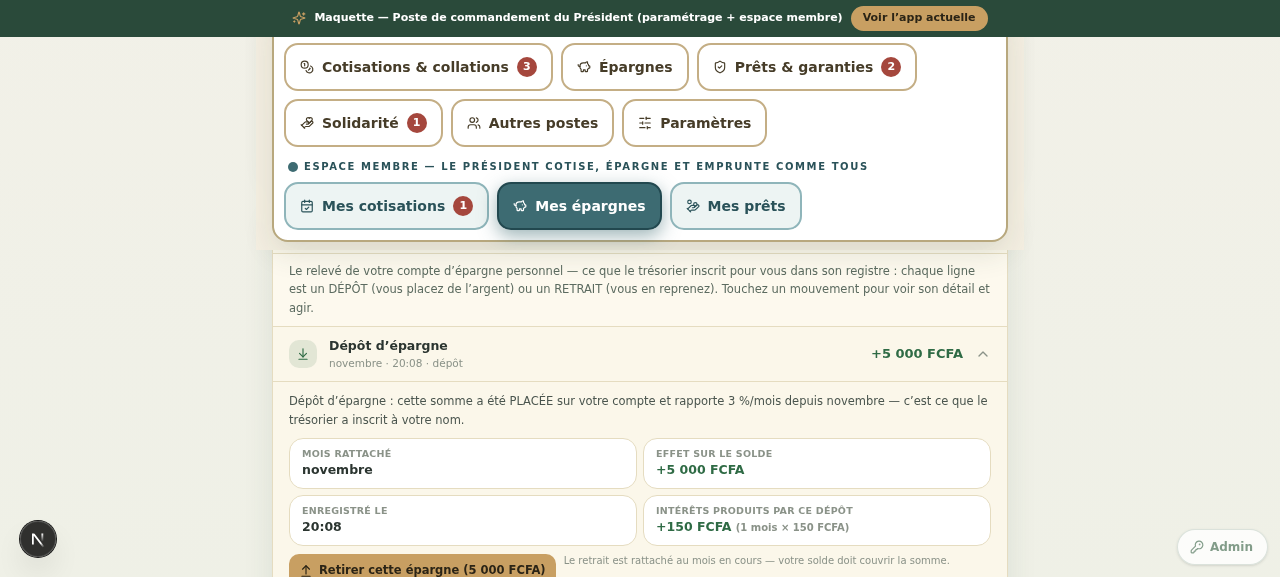 Maquette — Poste de commandement du Président (paramétrage + espace membre) Voir l’app actuelle
Cotisations & collations 3 Épargnes Prêts & garanties 2
Solidarité 1 Autres postes Paramètres
ESPACE MEMBRE — LE PRÉSIDENT COTISE, ÉPARGNE ET EMPRUNTE COMME TOUS
Mes cotisations 1 Mes épargnes Mes prêts
Le relevé de votre compte d’épargne personnel — ce que le trésorier inscrit pour vous dans son registre : chaque ligne
est un DÉPÔT (vous placez de l’argent) ou un RETRAIT (vous en reprenez). Touchez un mouvement pour voir son détail et
agir.
Dépôt d’épargne
novembre · 20:08 · dépôt
+5 000 FCFA
Dépôt d’épargne : cette somme a été PLACÉE sur votre compte et rapporte 3 %/mois depuis novembre — c’est ce que le
trésorier a inscrit à votre nom.
MOIS RATTACHÉ
novembre
EFFET SUR LE SOLDE
+5 000 FCFA
ENREGISTRÉ LE
20:08
INTÉRÊTS PRODUITS PAR CE DÉPÔT
+150 FCFA (1 mois × 150 FCFA)
Retirer cette épargne (5 000 FCFA)
Le retrait est rattaché au mois en cours — votre solde doit couvrir la somme.
N
Admin